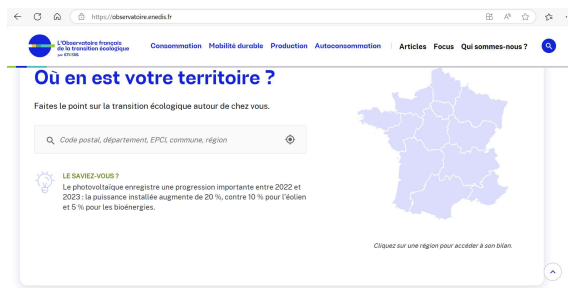 https://observatoire.enedis.fr
L'Observatoire français
de la transition écologique
par ENEDIS
Consommation Mobilité durable Production Autoconsommation Articles Focus Qui sommes-nous ?
Où en est votre territoire ?
Faites le point sur la transition écologique autour de chez vous.
Code postal, département, EPCI, commune, région
LE SAVIEZ-VOUS ?
Le photovoltaïque enregistre une progression importante entre 2022 et
2023 : la puissance installée augmente de 20 %, contre 10 % pour l'éolien
et 5 % pour les bioénergies.
Cliquez sur une région pour accéder à son bilan.